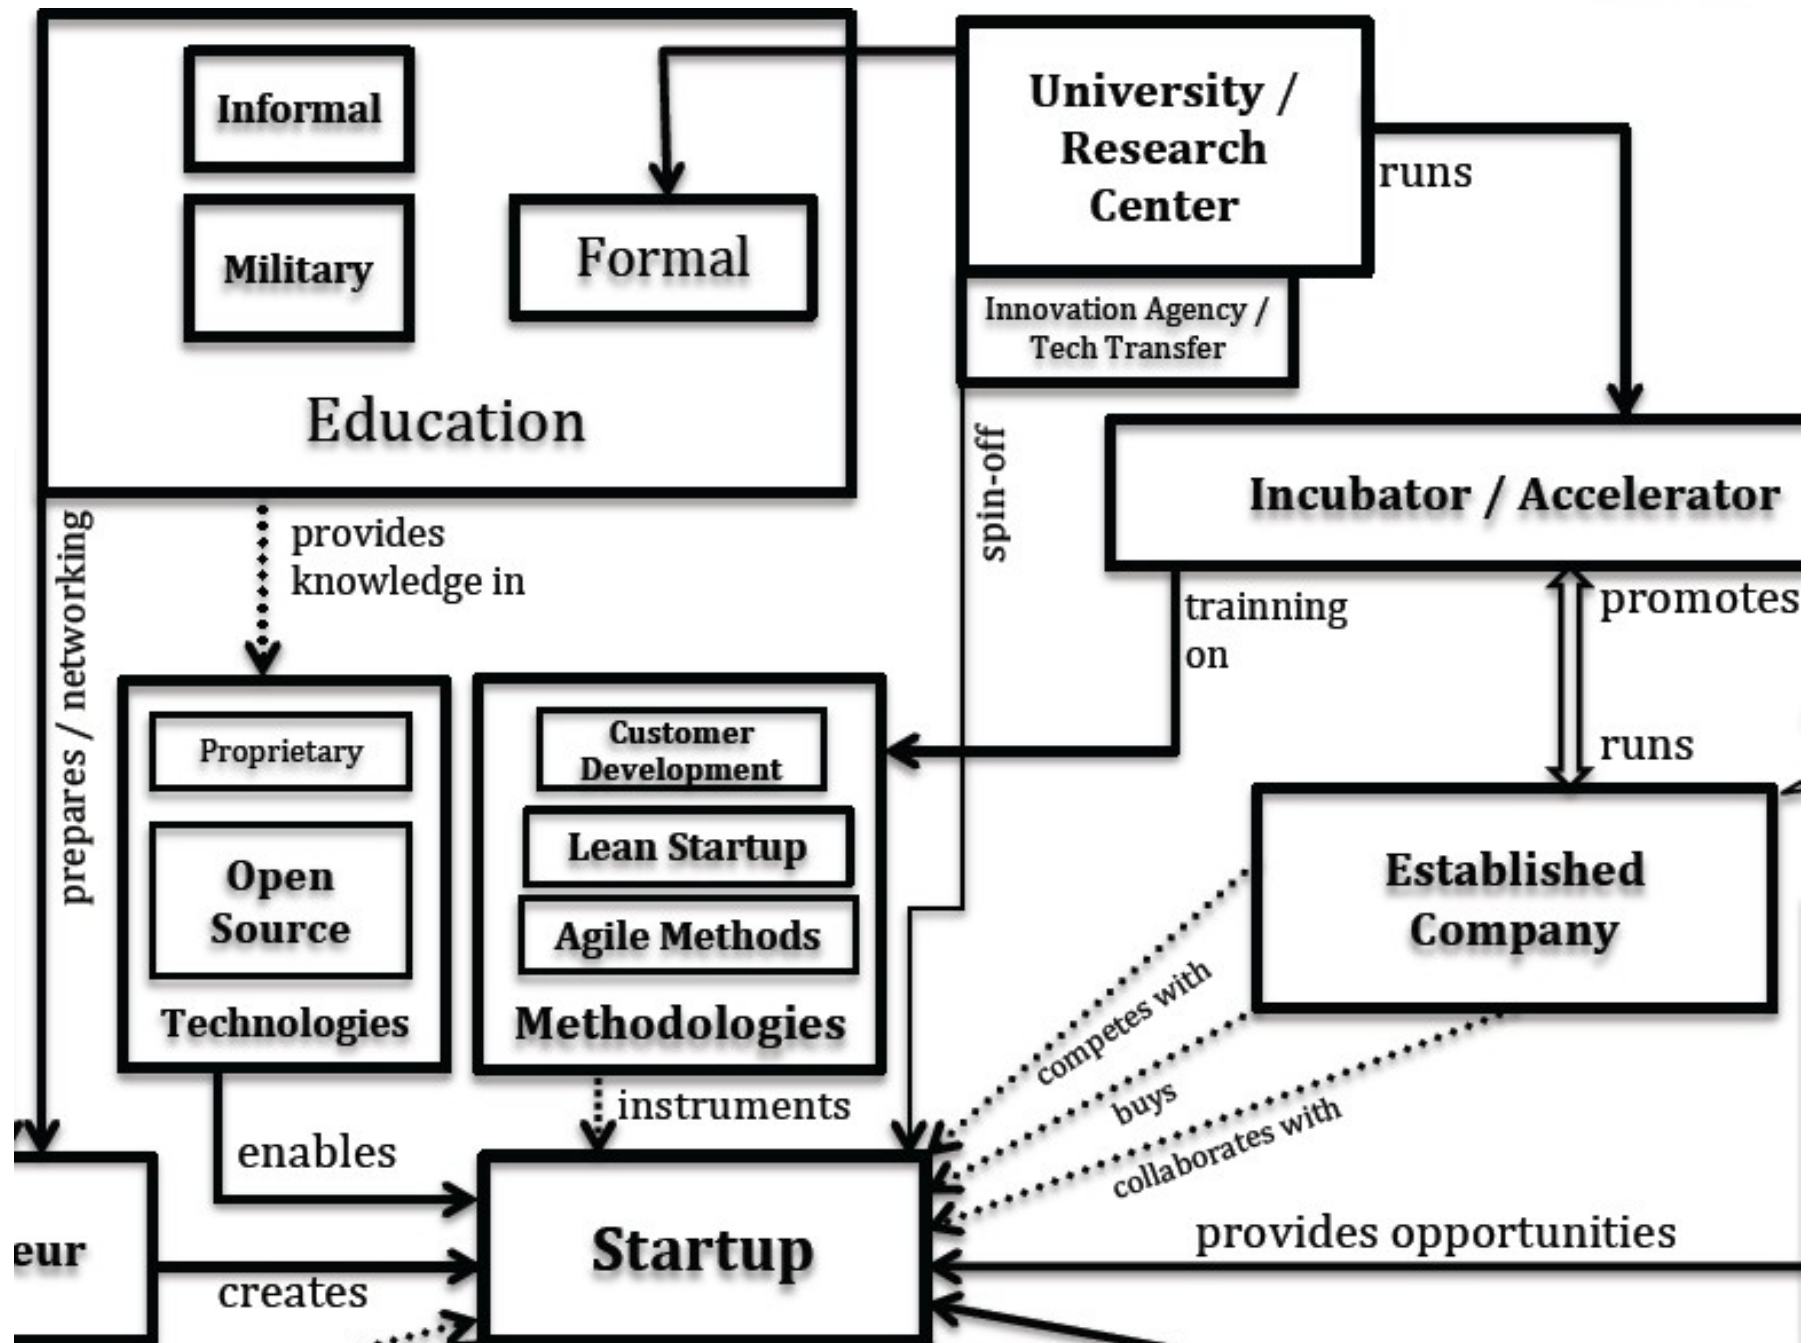 Informal
Military
Formal
Education
University /
Research
Center
runs
Innovation Agency /
Tech Transfer
Incubator / Accelerator
spin-off
prepares / networking
provides
knowledge in
trainning
on
promotes
runs
Proprietary
Open
Source
Technologies
Customer
Development
Lean Startup
Agile Methods
Methodologies
Established
Company
competes with
buys
collaborates with
instruments
enables
eur
creates
Startup
provides opportunities